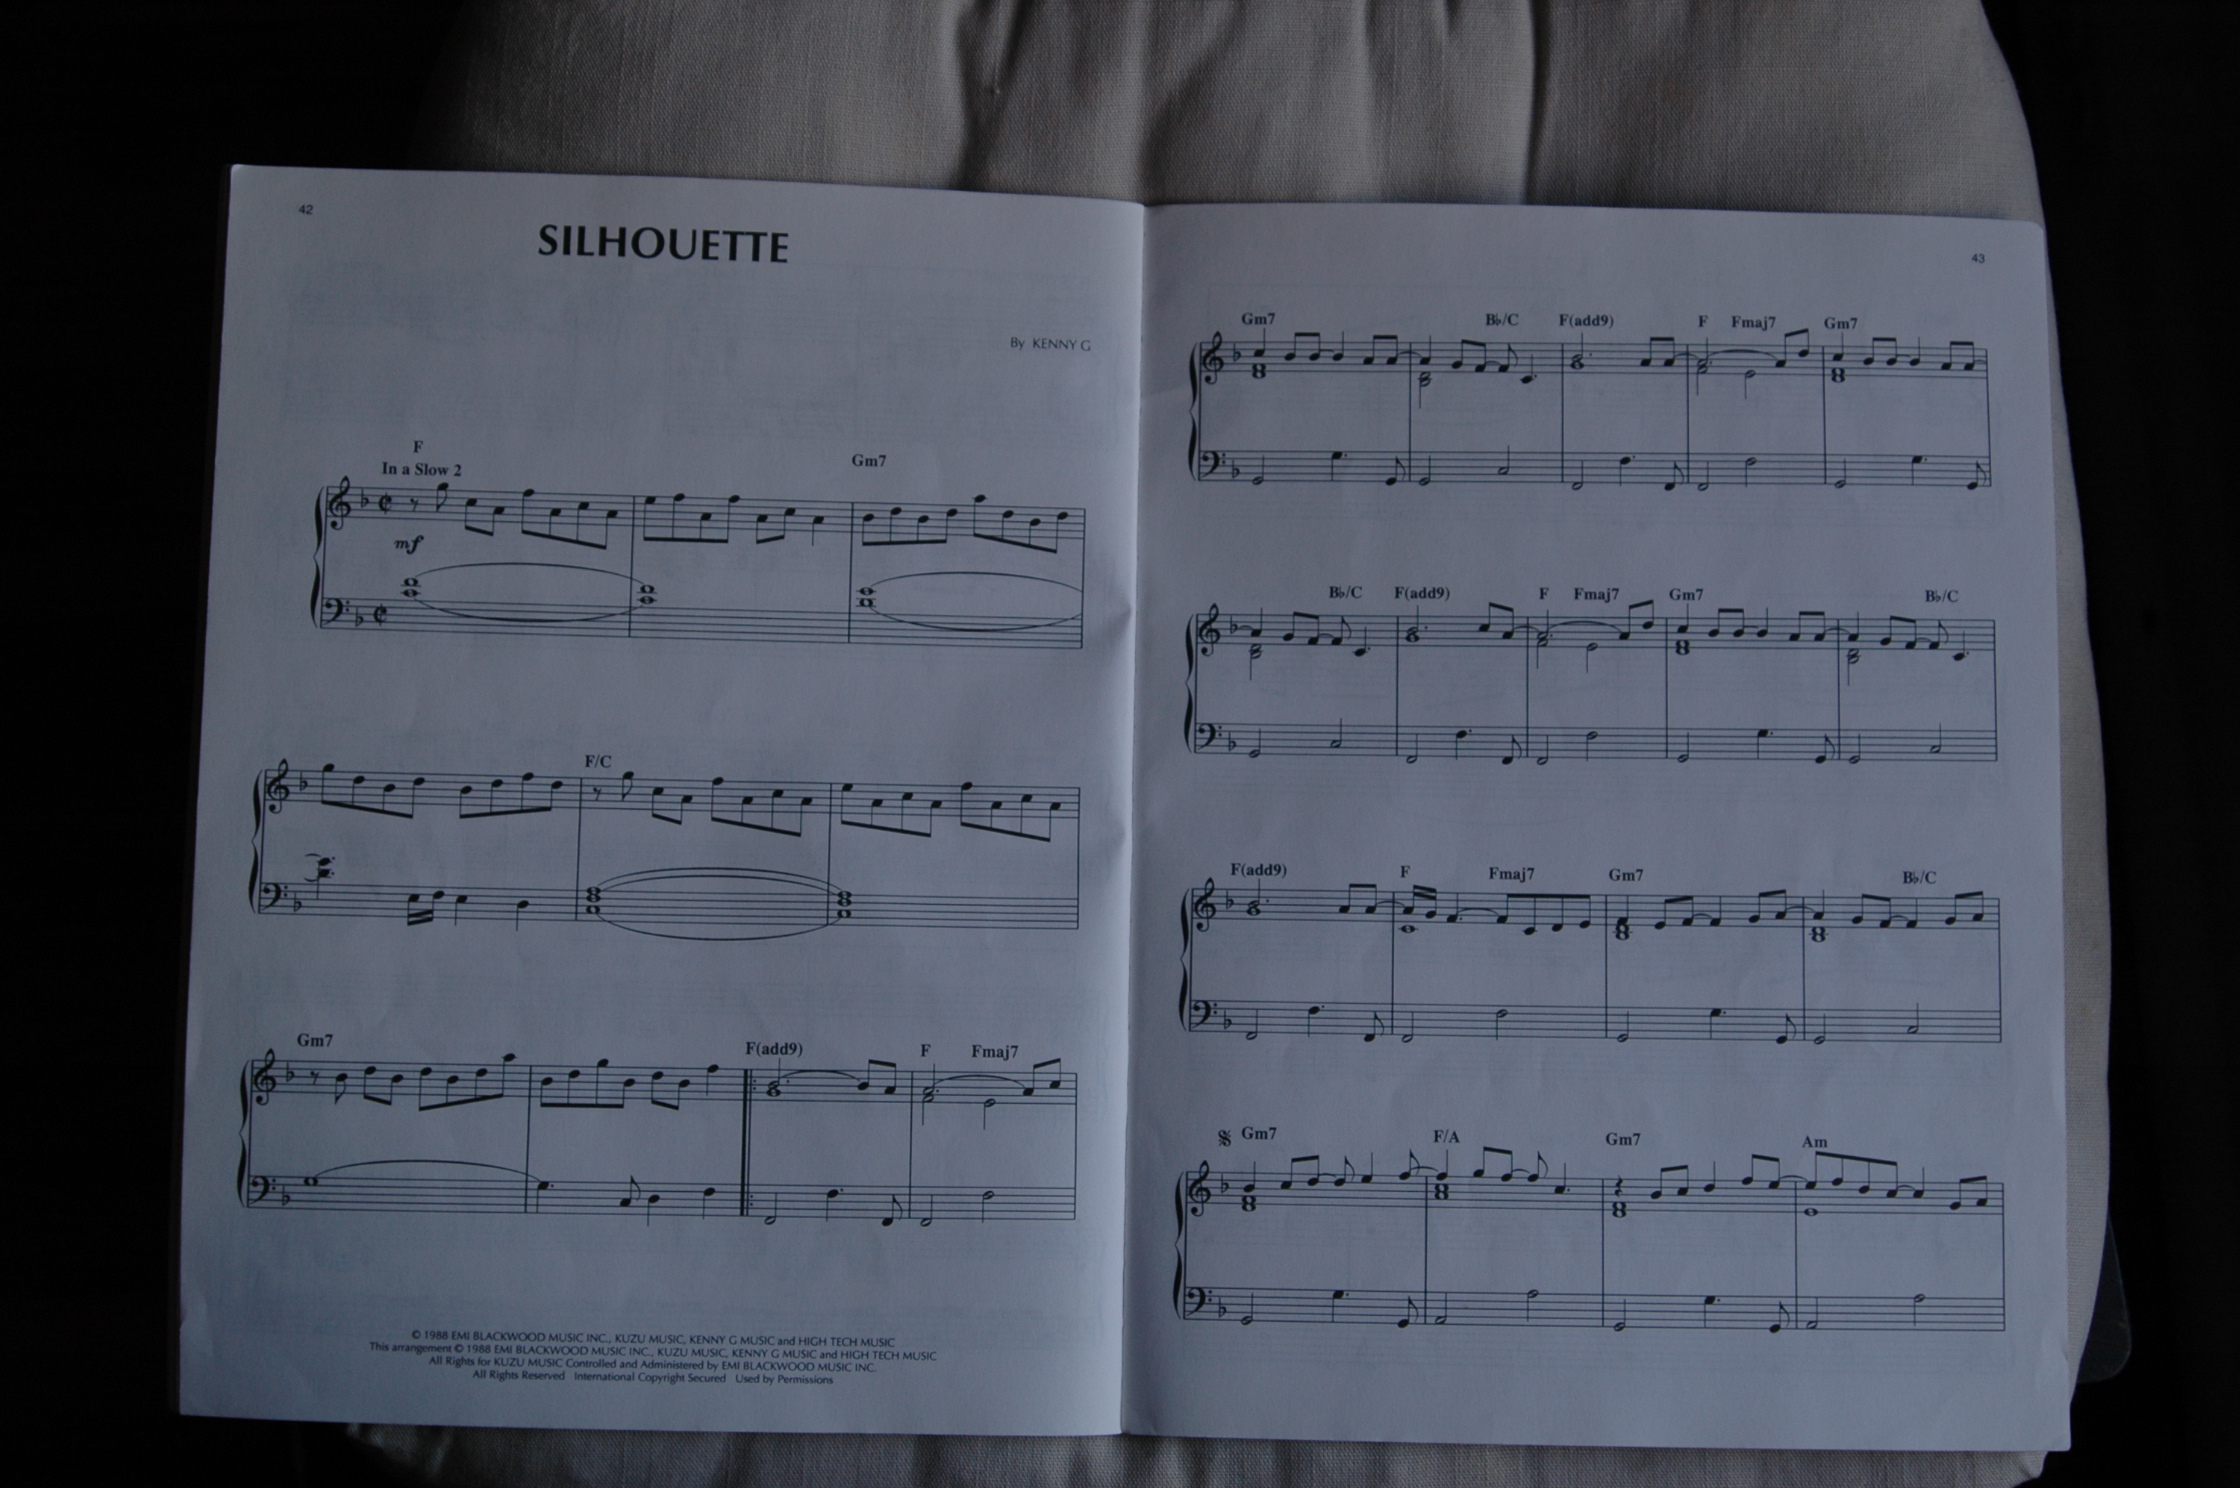 42
SILHOUETTE
By KENNY G
F
In a Slow 2
Gm7
mf
F/C
Gm7 F(add9) F Fmaj7
© 1988 EMI BLACKWOOD MUSIC INC., KUZU MUSIC, KENNY G MUSIC and HIGH TECH MUSIC
This arrangement © 1988 EMI BLACKWOOD MUSIC INC., KUZU MUSIC, KENNY G MUSIC and HIGH TECH MUSIC
All Rights for KUZU MUSIC Controlled and Administered by EMI BLACKWOOD MUSIC INC.
All Rights Reserved International Copyright Secured Used by Permissions
43
Gm7 B♭/C F(add9) F Fmaj7 Gm7
B♭/C F(add9) F Fmaj7 Gm7 B♭/C
F(add9) F Fmaj7 Gm7 B♭/C
Gm7 F/A Gm7 Am